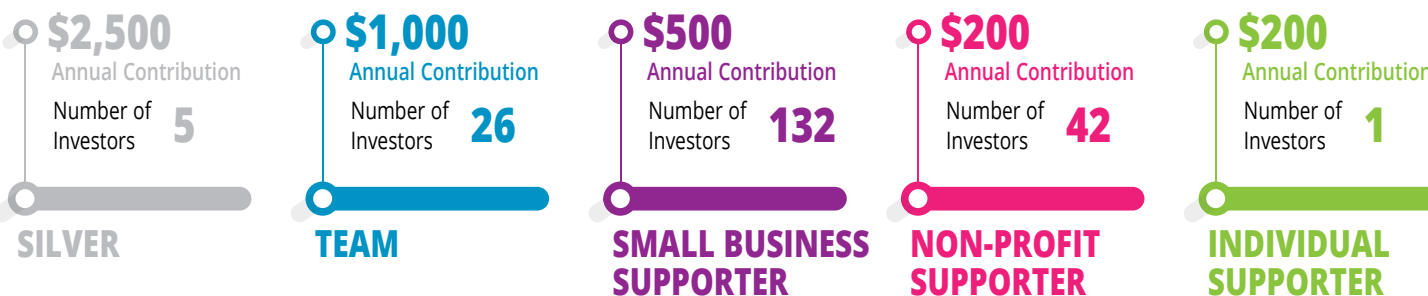 $2,500
Annual Contribution
Number of
Investors
5
SILVER
$1,000
Annual Contribution
Number of
Investors
26
TEAM
$500
Annual Contribution
Number of
Investors
132
SMALL BUSINESS
SUPPORTER
$200
Annual Contribution
Number of
Investors
42
NON-PROFIT
SUPPORTER
$200
Annual Contribution
Number of
Investors
1
INDIVIDUAL
SUPPORTER